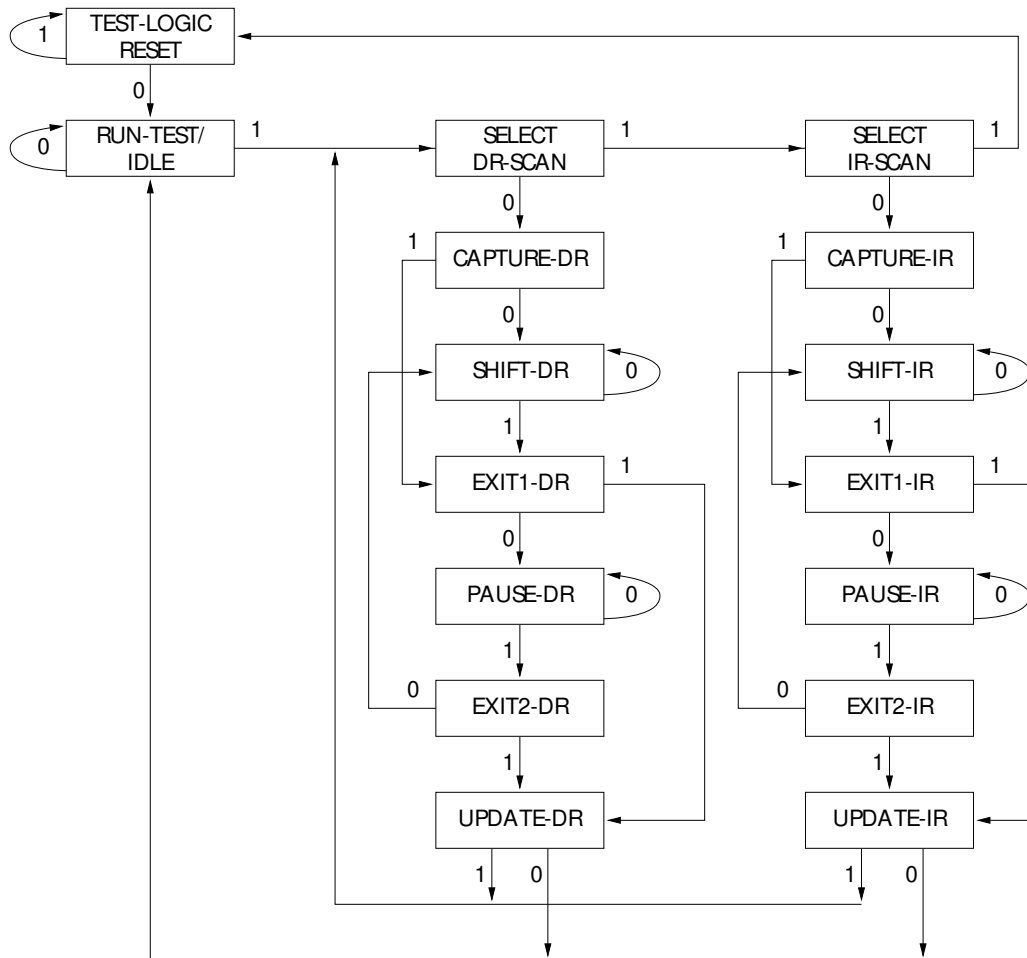 TEST-LOGIC
RESET
1
0
RUN-TEST/
IDLE
0
1
SELECT
DR-SCAN
1
SELECT
IR-SCAN
1
0
0
1
CAPTURE-DR
1
CAPTURE-IR
0
0
SHIFT-DR
0
SHIFT-IR
0
1
1
EXIT1-DR
1
EXIT1-IR
1
0
0
PAUSE-DR
0
PAUSE-IR
0
1
1
0
EXIT2-DR
0
EXIT2-IR
1
1
UPDATE-DR
UPDATE-IR
1
0
1
0